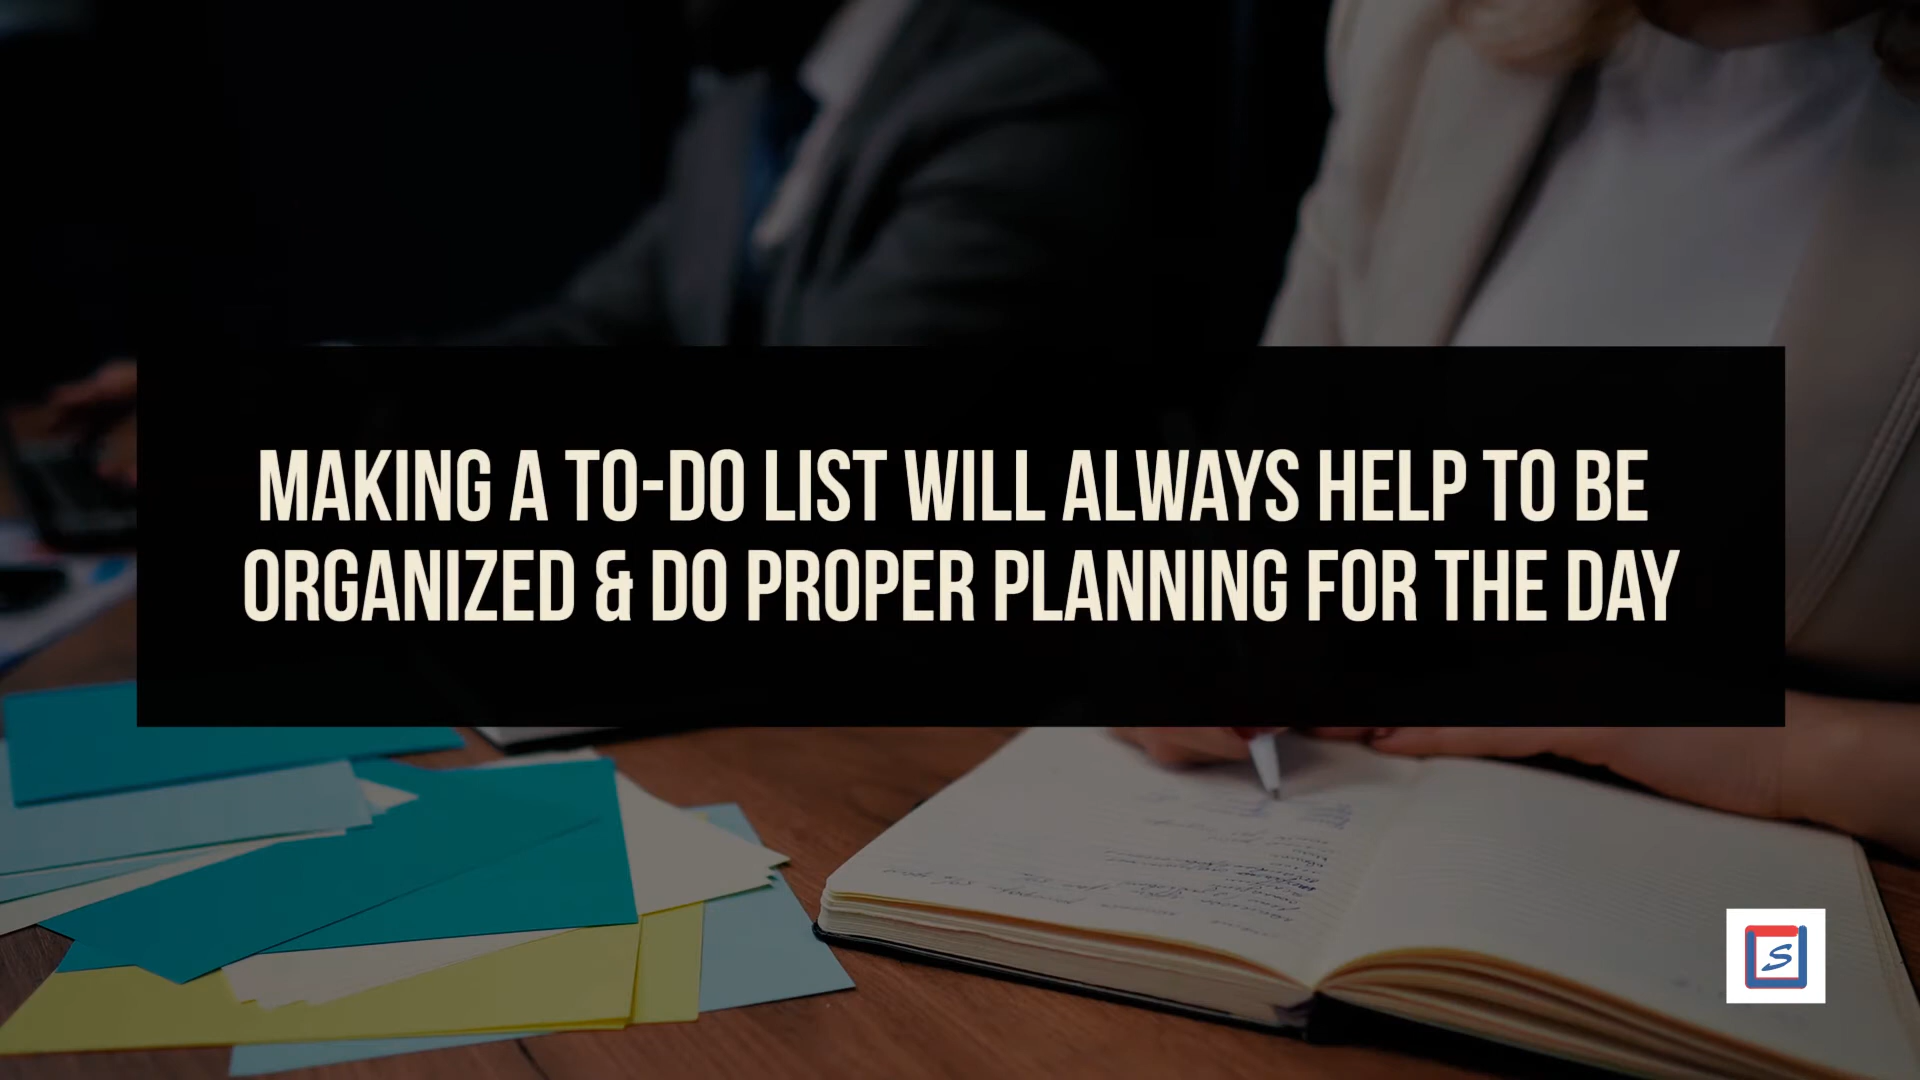 MAKING A TO-DO LIST WILL ALWAYS HELP TO BE
ORGANIZED & DO PROPER PLANNING FOR THE DAY
S